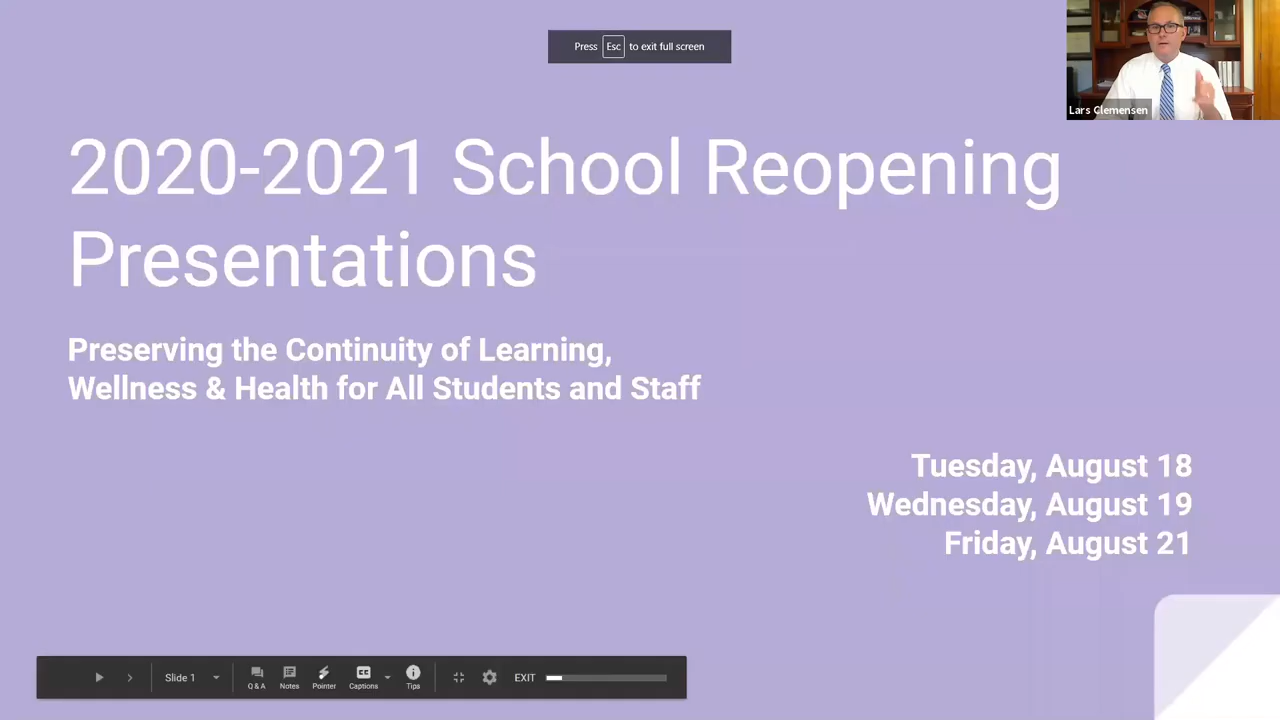 Press Esc to exit full screen
Lars Clemensen
2020-2021 School Reopening
Presentations
Preserving the Continuity of Learning,
Wellness & Health for All Students and Staff
Tuesday, August 18
Wednesday, August 19
Friday, August 21
Slide 1
Q & A
Notes
Pointer
CC
Captions
Tips
EXIT